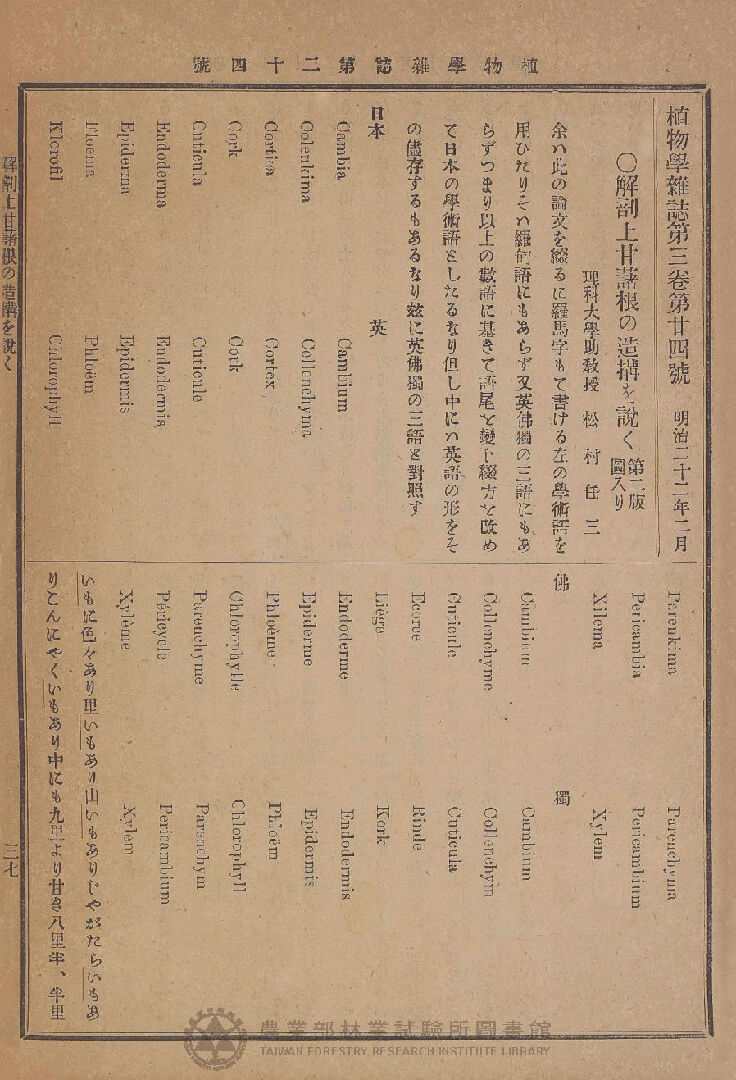 植物學雜誌第二十四號
植物學雜誌第三卷第廿四號 明治二十二年二月
〇解剖上甘藷根の造構を說く 第二版圖入り
理科大學助敎授 松村任三
余ハ此の論文を綴るに羅馬字もて書ける左の學術語を
用ひたりそハ羅甸語にもあらず又英佛獨の三語にもあ
らずつまり以上の數語に基きて語尾を變ト綴方を改め
て日本の學術語としたるなり但し中にハ英語の形をそ
の儘存するもあるなり玆に英佛獨の三語を對照す
日本 英
Cambia Cambium
Colenkima Collenchyma
Cortica Cortex
Cork Cork
Cuticula Cuticule
Endoderma Endodermis
Epiderma Epidermis
Floema Phloëm
Klorofil Chlorophyll
Parenkima Parenchyma
Pericambia Pericambium
Xilema Xylem
佛 獨
Cambium Cambium
Collenchyme Collenchym
Cuticule Cuticula
Ecorce Rinde
Liége Kork
Endoderme Endodermis
Epiderme Epidermis
Phloème Phloëm
Chlorophylle Chlorophyll
Parenchyme Parenchym
Péricycle Pericambium
Xylème Xylem
いもに色々あり里いもあり山いもありじやがたらいもあ
りこんにやくいもあり中にも九里より甘き八里半、半里
解剖上甘藷根の造構を說く
三七
農業部林業試驗所圖書館
TAIWAN FORESTRY RESEARCH INSTITUTE LIBRARY